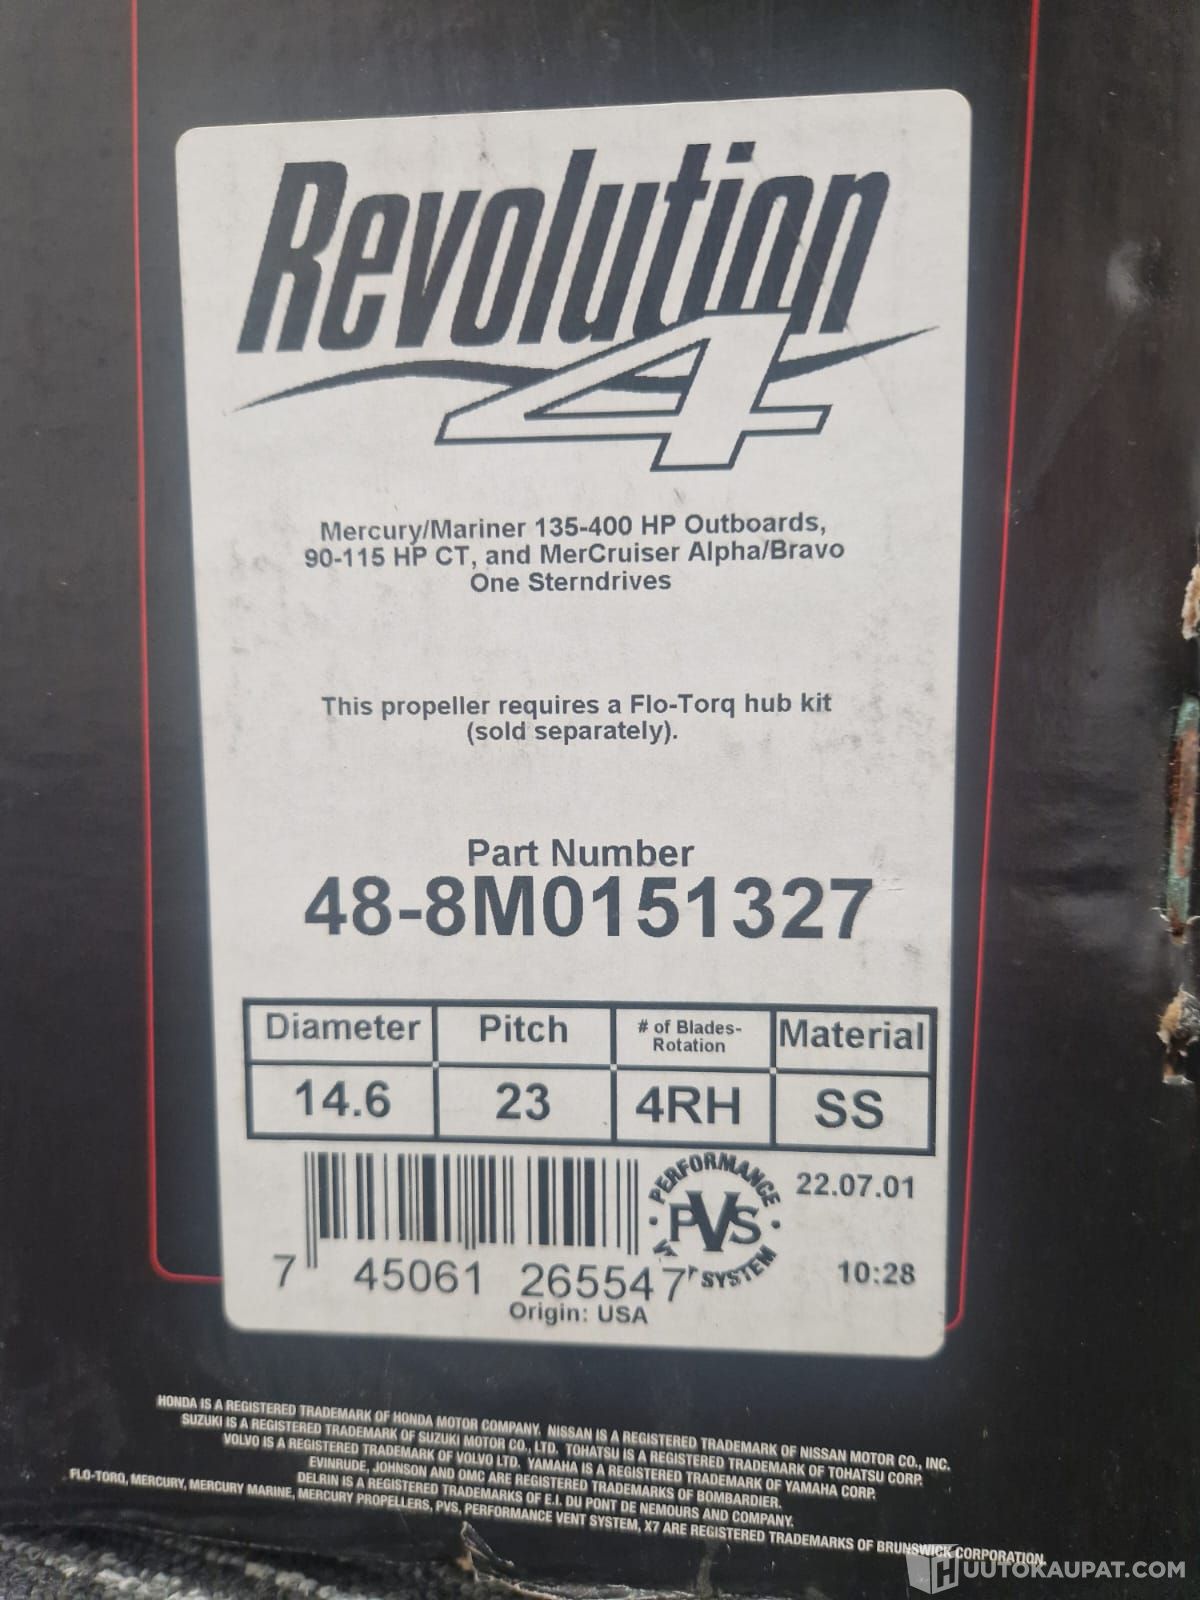 Revolution
4
Mercury/Mariner 135-400 HP Outboards,
90-115 HP CT, and MerCruiser Alpha/Bravo
One Sterndrives
This propeller requires a Flo-Torq hub kit
(sold separately).
Part Number
48-8M0151327
Diameter Pitch # of Blades- Material
Rotation
14.6 23 4RH SS
PERFORMANCE
PVS
SYSTEM
22.07.01
7 45061 26554 7
10:28
Origin: USA
HONDA IS A REGISTERED TRADEMARK OF HONDA MOTOR COMPANY, NISSAN IS A REGISTERED TRADEMARK OF NISSAN MOTOR CO., INC.
SUZUKI IS A REGISTERED TRADEMARK OF SUZUKI MOTOR CO., LTD. TOHATSU IS A REGISTERED TRADEMARK OF TOHATSU CORP.
VOLVO IS A REGISTERED TRADEMARK OF VOLVO LTD. YAMAHA IS A REGISTERED TRADEMARK OF YAMAHA CORP.
EVINRUDE, JOHNSON AND OMC ARE REGISTERED TRADEMARKS OF BOMBARDIER.
DELRIN IS A REGISTERED TRADEMARKS OF E.I. DU PONT DE NEMOURS AND COMPANY.
FLO-TORQ, MERCURY, MERCURY MARINE, MERCURY PROPELLERS, PVS, PERFORMANCE VENT SYSTEM, X7 ARE REGISTERED TRADEMARKS OF BRUNSWICK CORPORATION.
HUUTOKAUPAT.COM